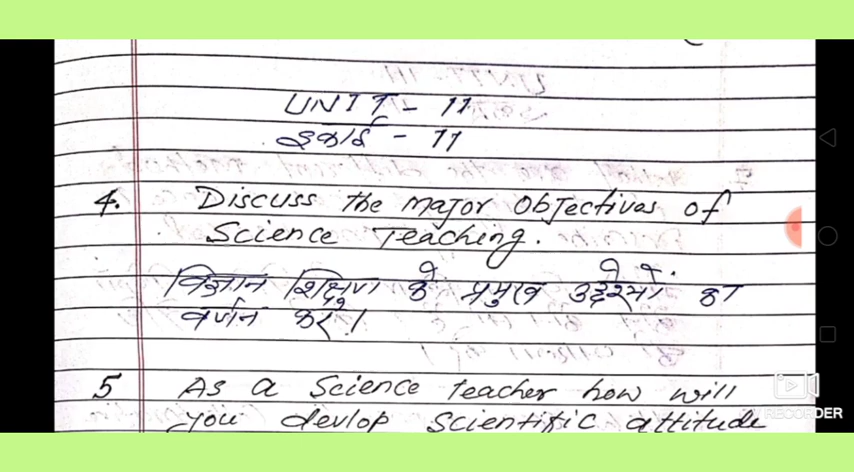 UNIT - 11
इकाई - 11
4. Discuss the major objectives of
Science Teaching.
विज्ञान शिक्षण के प्रमुख उद्देश्यों का
वर्णन करें।
5 As a Science teacher how will
you devlop Scientific attitude
RECORDER